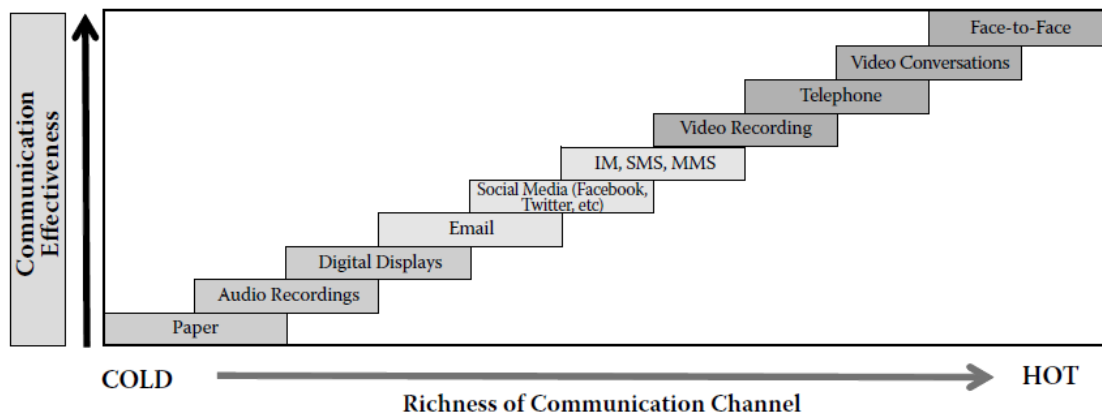 Communication
Effectiveness
Face-to-Face
Video Conversations
Telephone
Video Recording
IM, SMS, MMS
Social Media (Facebook,
Twitter, etc)
Email
Digital Displays
Audio Recordings
Paper
COLD
HOT
Richness of Communication Channel